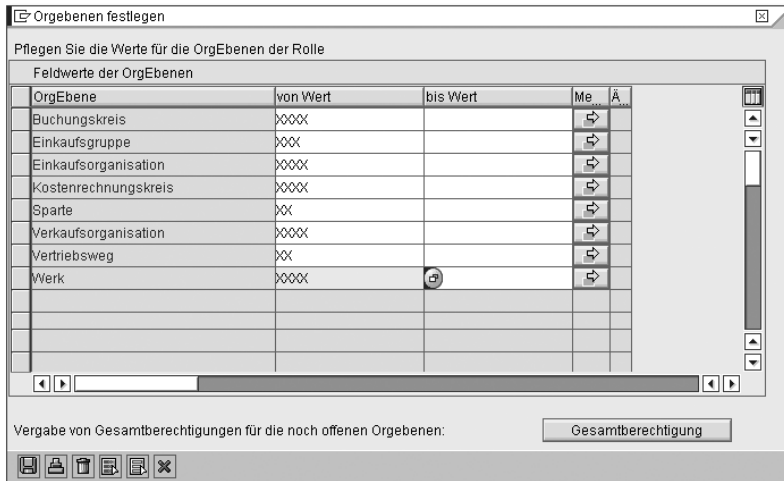 Orgebenen festlegen
Pflegen Sie die Werte für die OrgEbenen der Rolle
Feldwerte der OrgEbenen
OrgEbene von Wert bis Wert Me... Ä...
Buchungskreis XXXX
Einkaufsgruppe XXX
Einkaufsorganisation XXXX
Kostenrechnungskreis XXXX
Sparte XX
Verkaufsorganisation XXXX
Vertriebsweg XX
Werk XXXX
Vergabe von Gesamtberechtigungen für die noch offenen Orgebenen: Gesamtberechtigung